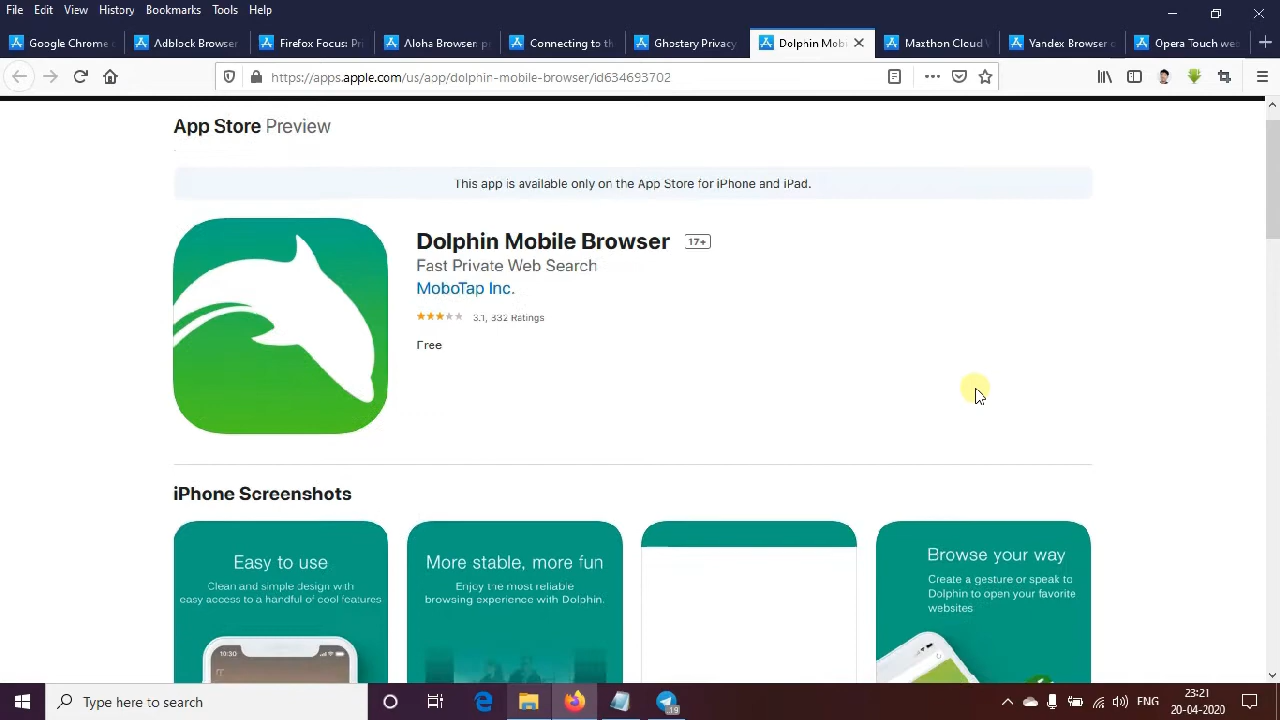 File Edit View History Bookmarks Tools Help
Adblock Browser
Firefox Focus: Pri
Aloha Browser
Connecting to th
Ghostery Privacy
Dolphin Mob
Maxthon Cloud
Yandex Browser
Opera Touch we
https://apps.apple.com/us/app/dolphin-mobile-browser/id634693702
App Store Preview
This app is available only on the App Store for iPhone and iPad.
Dolphin Mobile Browser 17+
Fast Private Web Search
MoboTap Inc.
3.1, 332 Ratings
Free
iPhone Screenshots
Easy to use
Clean and simple design with
easy access to a handful of cool features
10:30
More stable, more fun
Enjoy the most reliable
browsing experience with Dolphin.
Browse your way
Create a gesture or speak to
Dolphin to open your favorite
websites
Type here to search
19
ENG
23:21
20-04-2020